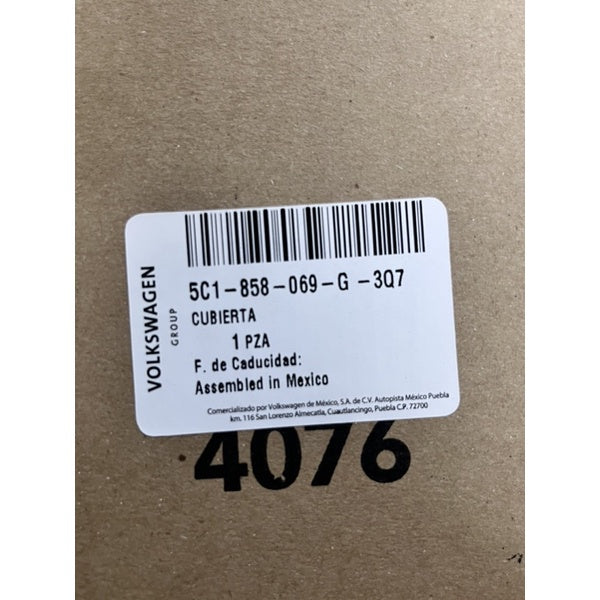 VOLKSWAGEN
GROUP
5C1-858-069-G -3Q7
CUBIERTA
1 PZA
F. de Caducidad:
Assembled in Mexico
Comercializado por Volkswagen de México, S.A. de C.V. Autopista México Puebla
km. 116 San Lorenzo Almecatla, Cuautlancingo, Puebla C.P. 72700
4076